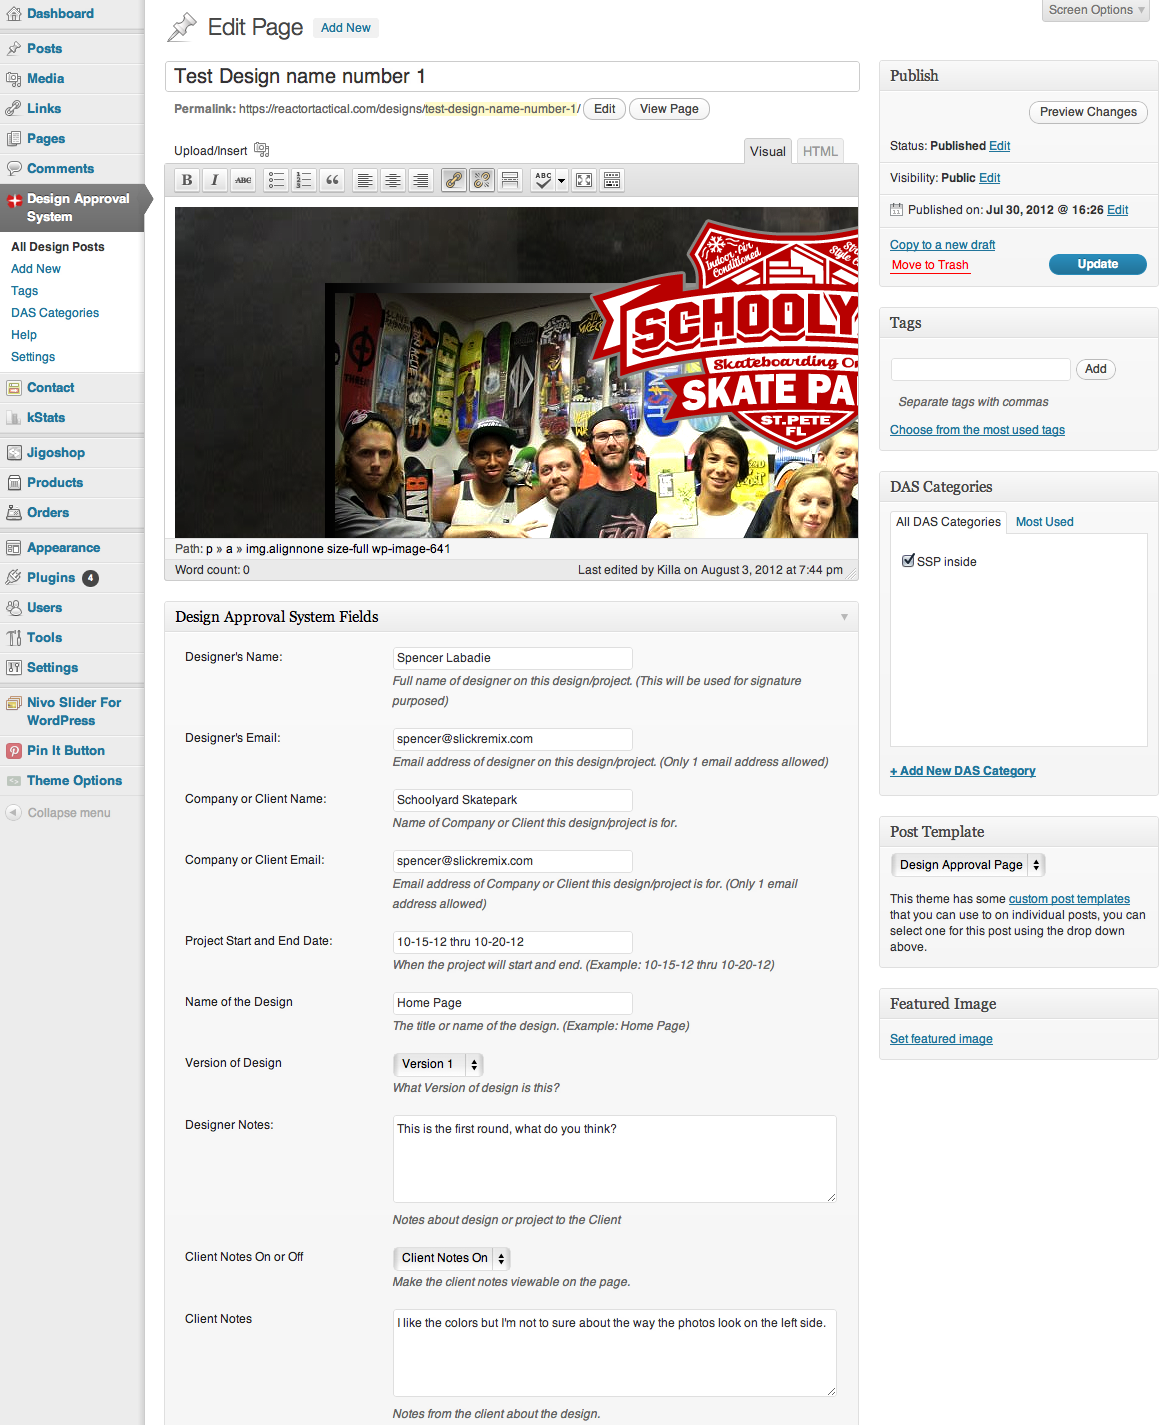 Dashboard
Posts
Media
Links
Pages
Comments
Design Approval
System
All Design Posts
Add New
Tags
DAS Categories
Help
Settings
Contact
kStats
Jigoshop
Products
Orders
Appearance
Plugins 4
Users
Tools
Settings
Nivo Slider For
WordPress
Pin It Button
Theme Options
Collapse menu
Screen Options
Edit Page Add New
Test Design name number 1
Permalink: https://reactortactical.com/designs/test-design-name-number-1/ Edit View Page
Upload/Insert
Visual HTML
B I ABC ABC
Indoor-Air
Conditioned
SCHOOLY
Skateboarding On
SKATE PA
ST.PETE
FL
BAKER
Path: p » a » img.alignnone size-full wp-image-641
Word count: 0 Last edited by Killa on August 3, 2012 at 7:44 pm
Design Approval System Fields
Designer's Name: Spencer Labadie
Full name of designer on this design/project. (This will be used for signature
purposed)
Designer's Email: spencer@slickremix.com
Email address of designer on this design/project. (Only 1 email address allowed)
Company or Client Name: Schoolyard Skatepark
Name of Company or Client this design/project is for.
Company or Client Email: spencer@slickremix.com
Email address of Company or Client this design/project is for. (Only 1 email
address allowed)
Project Start and End Date: 10-15-12 thru 10-20-12
When the project will start and end. (Example: 10-15-12 thru 10-20-12)
Name of the Design Home Page
The title or name of the design. (Example: Home Page)
Version of Design Version 1
What Version of design is this?
Designer Notes: This is the first round, what do you think?
Notes about design or project to the Client
Client Notes On or Off Client Notes On
Make the client notes viewable on the page.
Client Notes I like the colors but I'm not to sure about the way the photos look on the left side.
Notes from the client about the design.
Publish
Preview Changes
Status: Published Edit
Visibility: Public Edit
Published on: Jul 30, 2012 @ 16:26 Edit
Copy to a new draft
Move to Trash Update
Tags
Add
Separate tags with commas
Choose from the most used tags
DAS Categories
All DAS Categories Most Used
SSP inside
+ Add New DAS Category
Post Template
Design Approval Page
This theme has some custom post templates
that you can use to on individual posts, you can
select one for this post using the drop down
above.
Featured Image
Set featured image